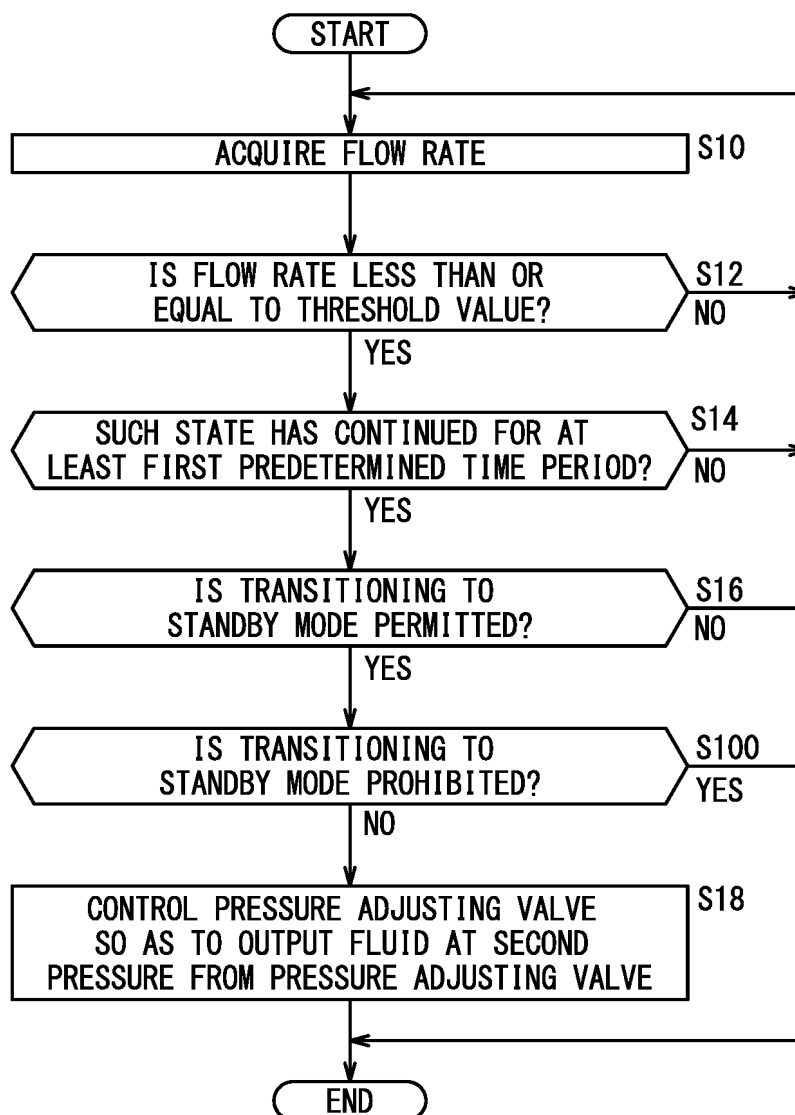 START
ACQUIRE FLOW RATE
S10
IS FLOW RATE LESS THAN OR
EQUAL TO THRESHOLD VALUE?
S12
NO
YES
SUCH STATE HAS CONTINUED FOR AT
LEAST FIRST PREDETERMINED TIME PERIOD?
S14
NO
YES
IS TRANSITIONING TO
STANDBY MODE PERMITTED?
S16
NO
YES
IS TRANSITIONING TO
STANDBY MODE PROHIBITED?
S100
YES
NO
CONTROL PRESSURE ADJUSTING VALVE
SO AS TO OUTPUT FLUID AT SECOND
PRESSURE FROM PRESSURE ADJUSTING VALVE
S18
END